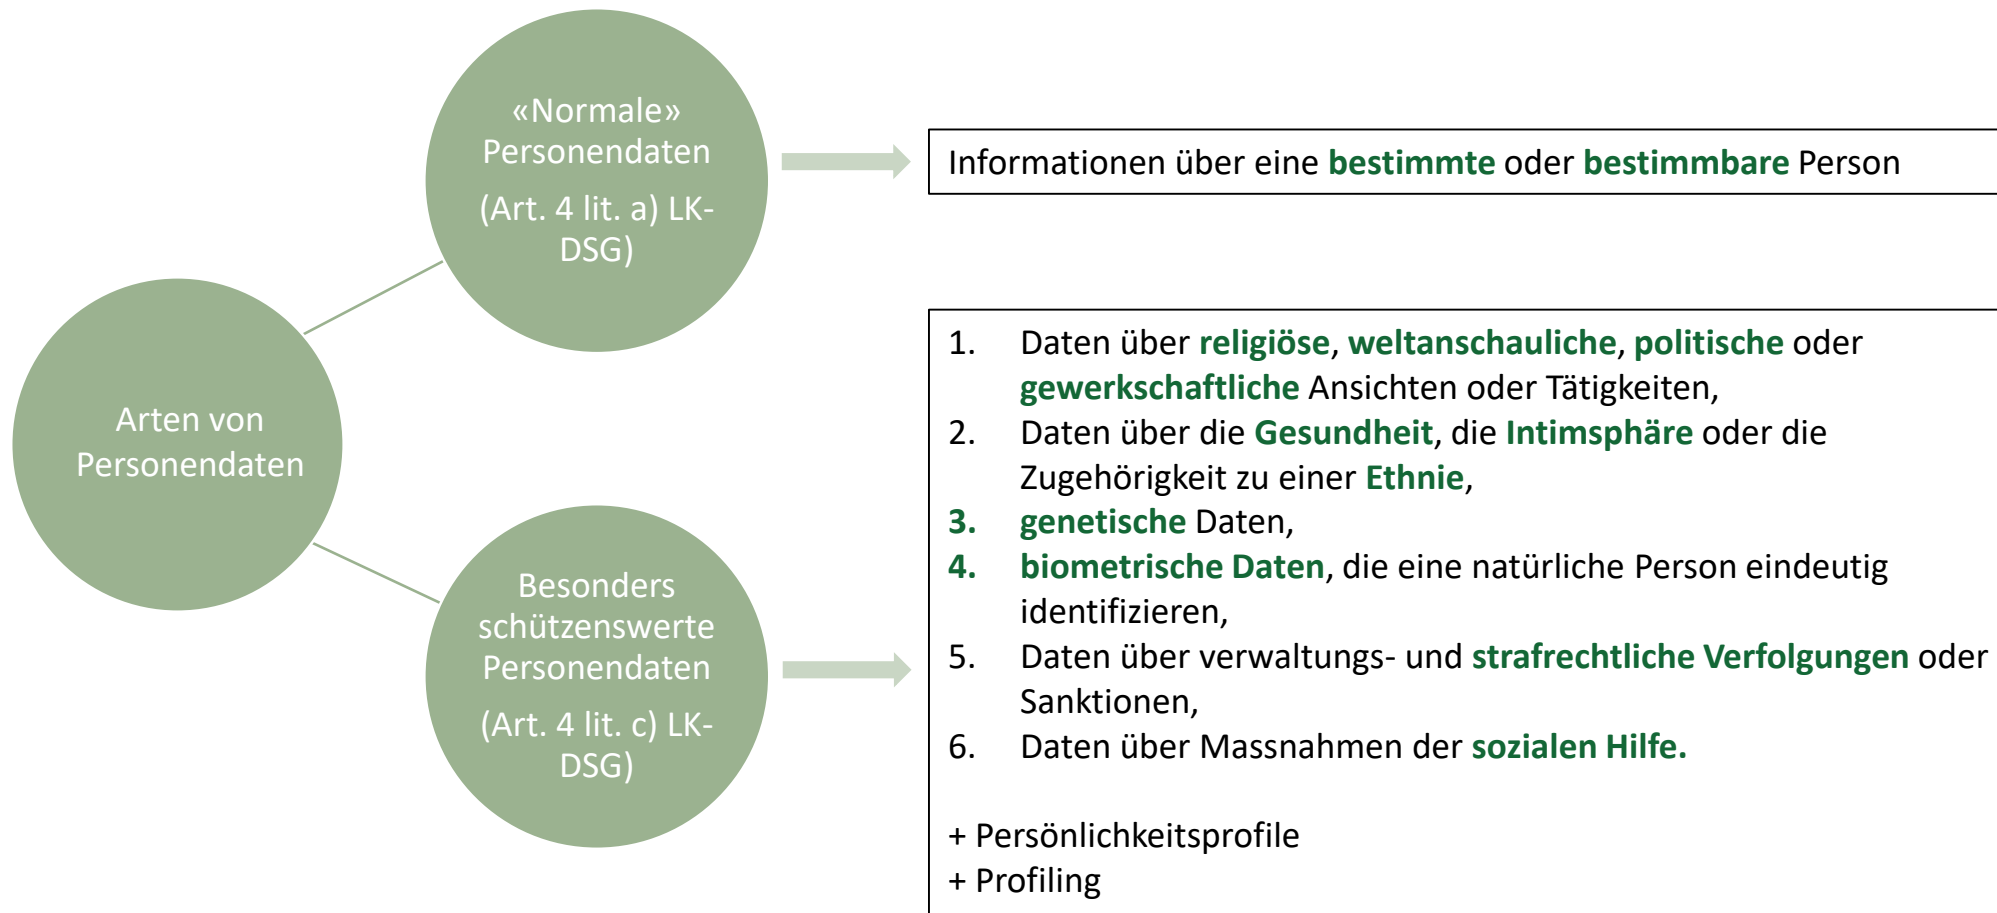 Arten von
Personendaten
«Normale»
Personendaten
(Art. 4 lit. a) LK-
DSG)
Informationen über eine bestimmte oder bestimmbare Person
Besonders
schützenswerte
Personendaten
(Art. 4 lit. c) LK-
DSG)
1. Daten über religiöse, weltanschauliche, politische oder
gewerkschaftliche Ansichten oder Tätigkeiten,
2. Daten über die Gesundheit, die Intimsphäre oder die
Zugehörigkeit zu einer Ethnie,
3. genetische Daten,
4. biometrische Daten, die eine natürliche Person eindeutig
identifizieren,
5. Daten über verwaltungs- und strafrechtliche Verfolgungen oder
Sanktionen,
6. Daten über Massnahmen der sozialen Hilfe.
+ Persönlichkeitsprofile
+ Profiling